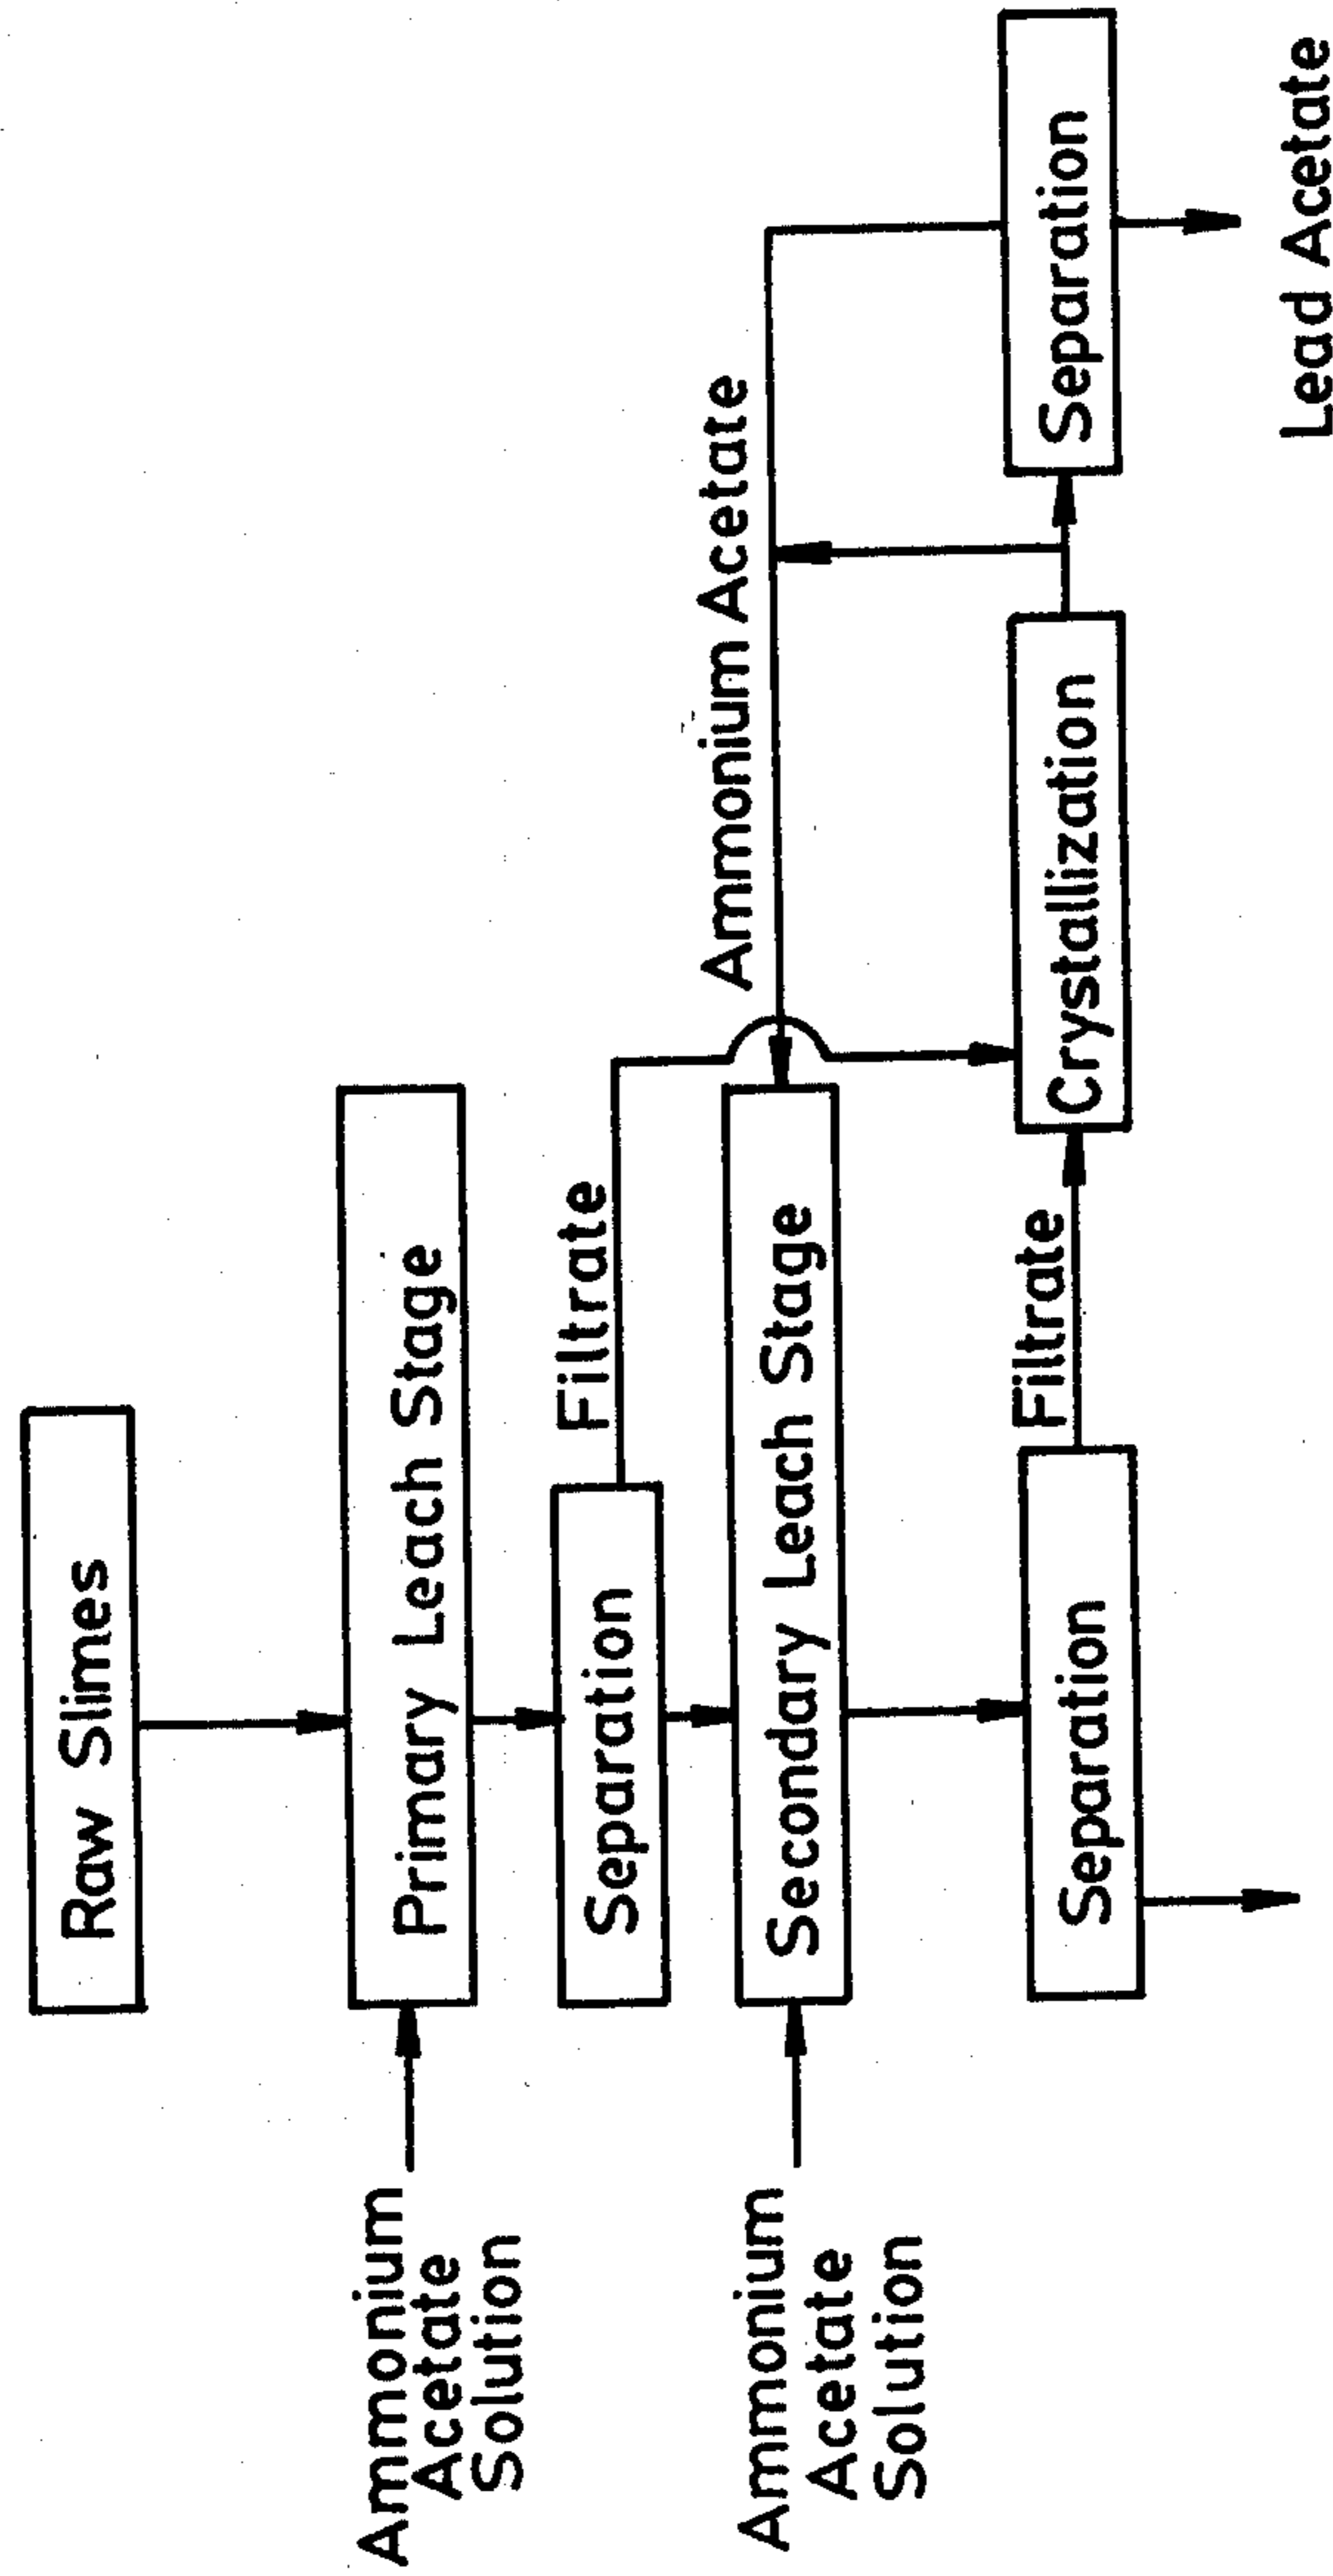 Raw Slimes
Ammonium
Acetate
Solution
Primary Leach Stage
Separation
Filtrate
Ammonium
Acetate
Solution
Secondary Leach Stage
Ammonium Acetate
Separation
Filtrate
Crystallization
Separation
Lead Acetate